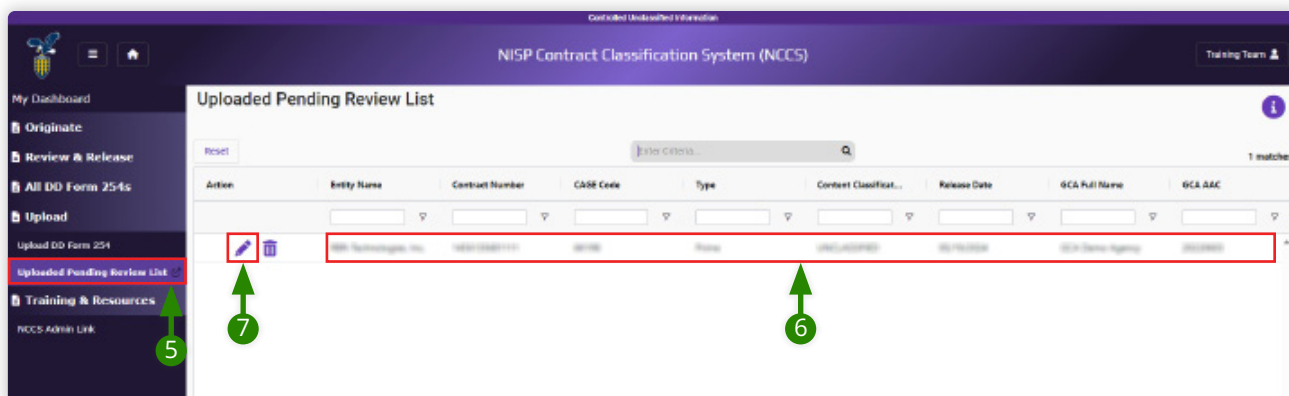 Controlled Unclassified Information
NISP Contract Classification System (NCCS)
Training Team
My Dashboard
Originate
Review & Release
All DD Form 254s
Upload
Upload DD Form 254
Uploaded Pending Review List
Training & Resources
NCCS Admin Link
5
Uploaded Pending Review List
i
Reset
Enter Criteria...
1 matche
Action Entity Name Contract Number CAGE Code Type Content Classificat... Release Date GCA Full Name GCA AAC
UNCLASSIFIED
7
6